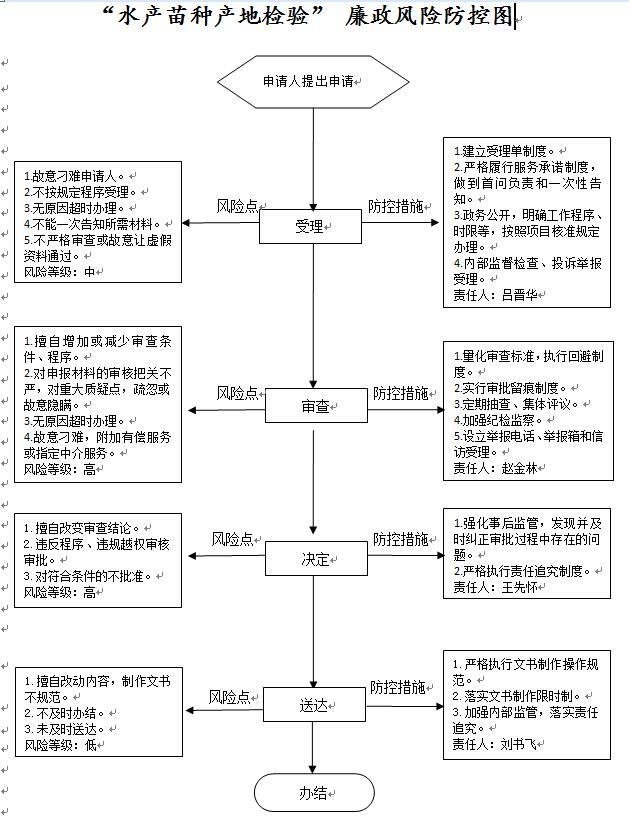 “水产苗种产地检验” 廉政风险防控图
申请人提出申请
1.故意刁难申请人。
2.不按规定程序受理。
3.无原因超时办理。
4.不能一次告知所需材料。
5.不严格审查或故意让虚假
资料通过。
风险等级：中
风险点
受理
防控措施
1.建立受理单制度。
2.严格履行服务承诺制度，
做到首问负责和一次性告
知。
3.政务公开，明确工作程序、
时限等，按照项目核准规定
办理。
4.内部监督检查、投诉举报
受理。
责任人：吕晋华
1.擅自增加或减少审查条
件、程序。
2.对申报材料的审核把关不
严，对重大质疑点，疏忽或
故意隐瞒。
3.无原因超时办理。
4.故意刁难，附加有偿服务
或指定中介服务。
风险等级：高
风险点
审查
防控措施
1.量化审查标准，执行回避制
度。
2.实行审批留痕制度。
3.定期抽查、集体评议。
4.加强纪检监察。
5.设立举报电话、举报箱和信
访受理。
责任人：赵金林
1. 擅自改变审查结论。
2. 违反程序、违规越权审核
审批。
3. 对符合条件的不批准。
风险等级：高
风险点
决定
防控措施
1.强化事后监管，发现并及
时纠正审批过程中存在的问
题。
2.严格执行责任追究制度。
责任人：王先怀
1. 擅自改动内容，制作文书
不规范。
2. 不及时办结。
3. 未及时送达。
风险等级：低
风险点
送达
防控措施
1. 严格执行文书制作操作规
范。
2. 落实文书制作限时制。
3. 加强内部监管，落实责任
追究。
责任人：刘书飞
办结